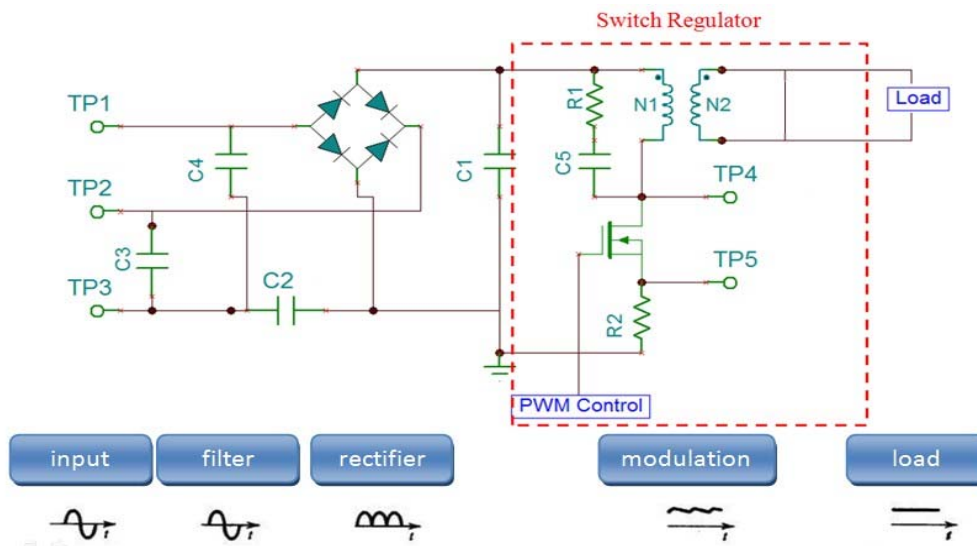 Switch Regulator
TP1
R1
N1
N2
Load
C4
C1
C5
TP2
TP4
C3
TP3
C2
TP5
R2
PWM Control
input
filter
rectifier
modulation
load
t
t
t
t